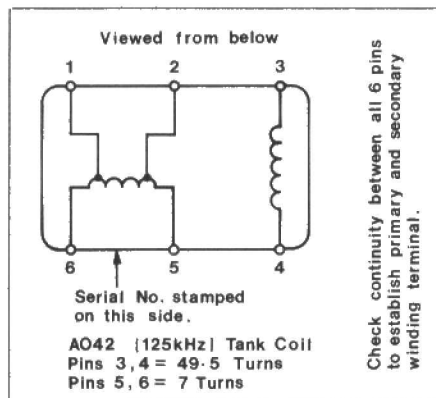 Viewed from below
1 2 3
6 5 4
Serial No. stamped
on this side.
AO42 (125kHz) Tank Coil
Pins 3,4 = 49·5 Turns
Pins 5,6 = 7 Turns
Check continuity between all 6 pins
to establish primary and secondary
winding terminal.